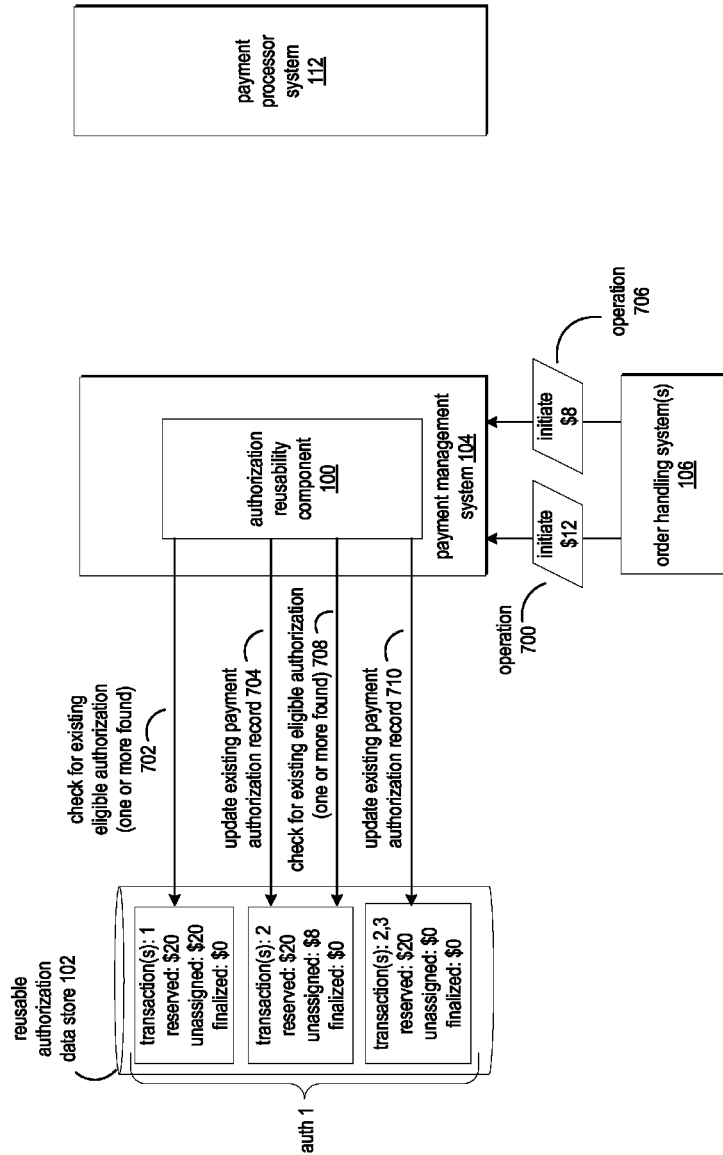 reusable
authorization
data store 102
auth 1
transaction(s): 1
reserved: $20
unassigned: $20
finalized: $0
transaction(s): 2
reserved: $20
unassigned: $8
finalized: $0
transaction(s): 2,3
reserved: $20
unassigned: $0
finalized: $0
check for existing
eligible authorization
(one or more found)
702
update existing payment
authorization record 704
check for existing eligible authorization
(one or more found) 708
update existing payment
authorization record 710
authorization
reusability
component
100
payment management
system 104
operation
700
initiate
$12
initiate
$8
operation
706
order handling system(s)
106
payment
processor
system
112